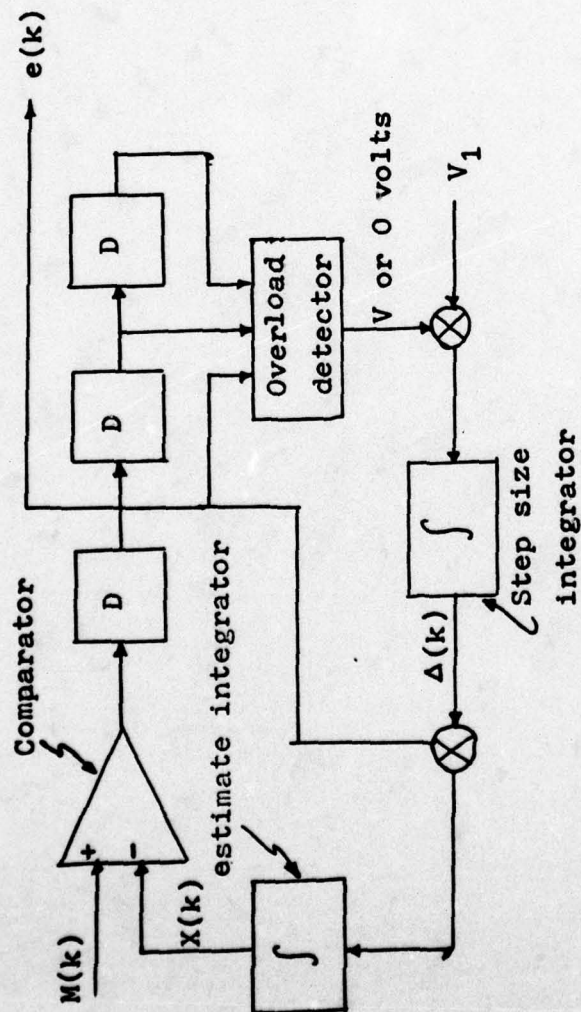 Comparator
M(k)
+
−
X(k)
estimate integrator
∫
D
D
D
e(k)
Overload
detector
V or 0 volts
V₁
∫
Step size
integrator
Δ(k)